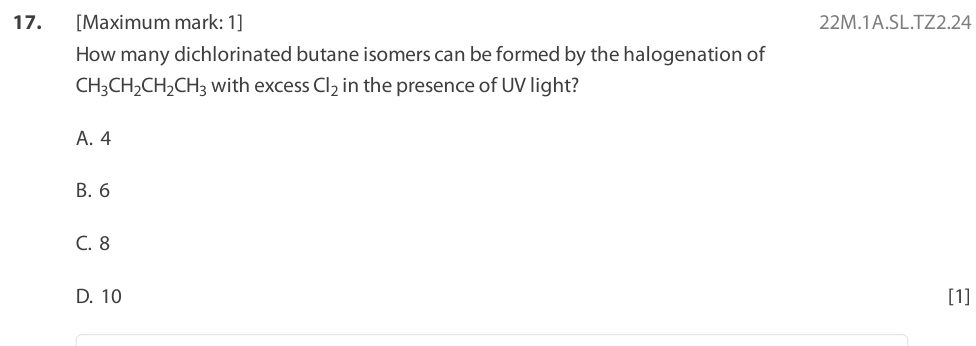 17. [Maximum mark: 1] 22M.1A.SL.TZ2.24
How many dichlorinated butane isomers can be formed by the halogenation of
CH₃CH₂CH₂CH₃ with excess Cl₂ in the presence of UV light?
A. 4
B. 6
C. 8
D. 10 [1]